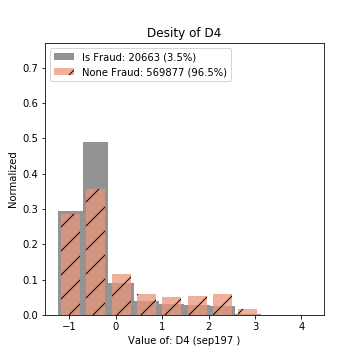 Desity of D4
Is Fraud: 20663 (3.5%)
None Fraud: 569877 (96.5%)
Normalized
0.7
0.6
0.5
0.4
0.3
0.2
0.1
0.0
−1 0 1 2 3 4
Value of: D4 (sep197 )